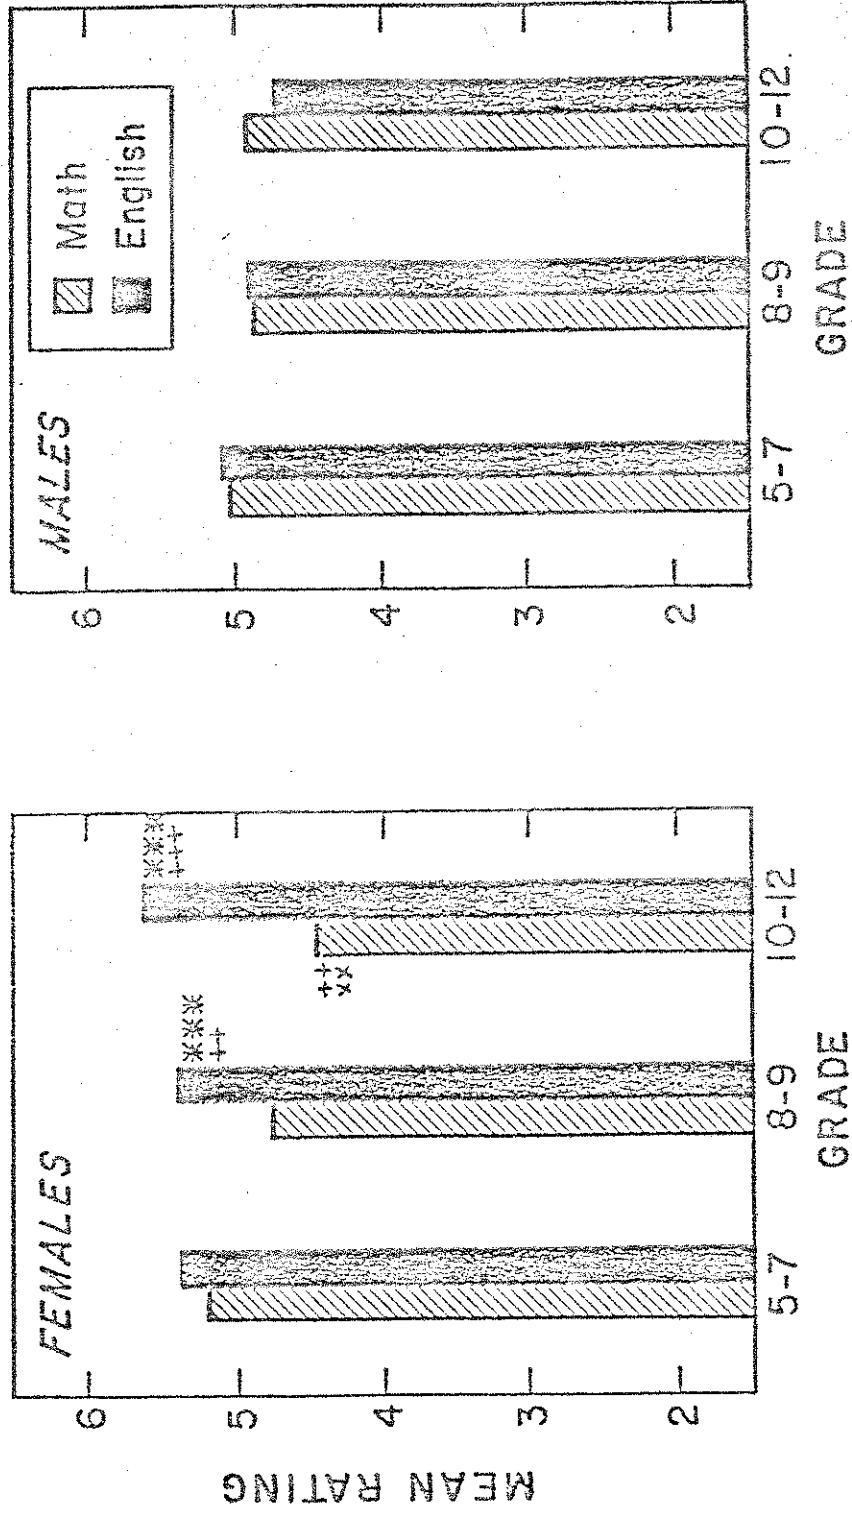 FEMALES
***
+++
***
++
++
xx
6
5
4
3
2
5-7
8-9
10-12
GRADE
MEAN RATING
MALES
Math
English
6
5
4
3
2
5-7
8-9
10-12.
GRADE